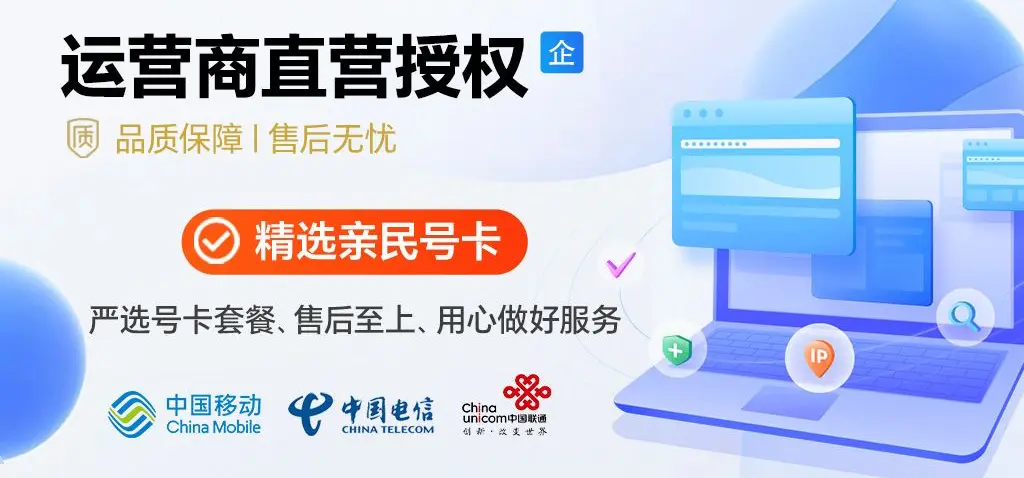 运营商直营授权 企
质 品质保障 | 售后无忧
精选亲民号卡
严选号卡套餐、售后至上、用心做好服务
中国移动
China Mobile
中国电信
CHINA TELECOM
China
unicom中国联通
创新·改变世界
IP